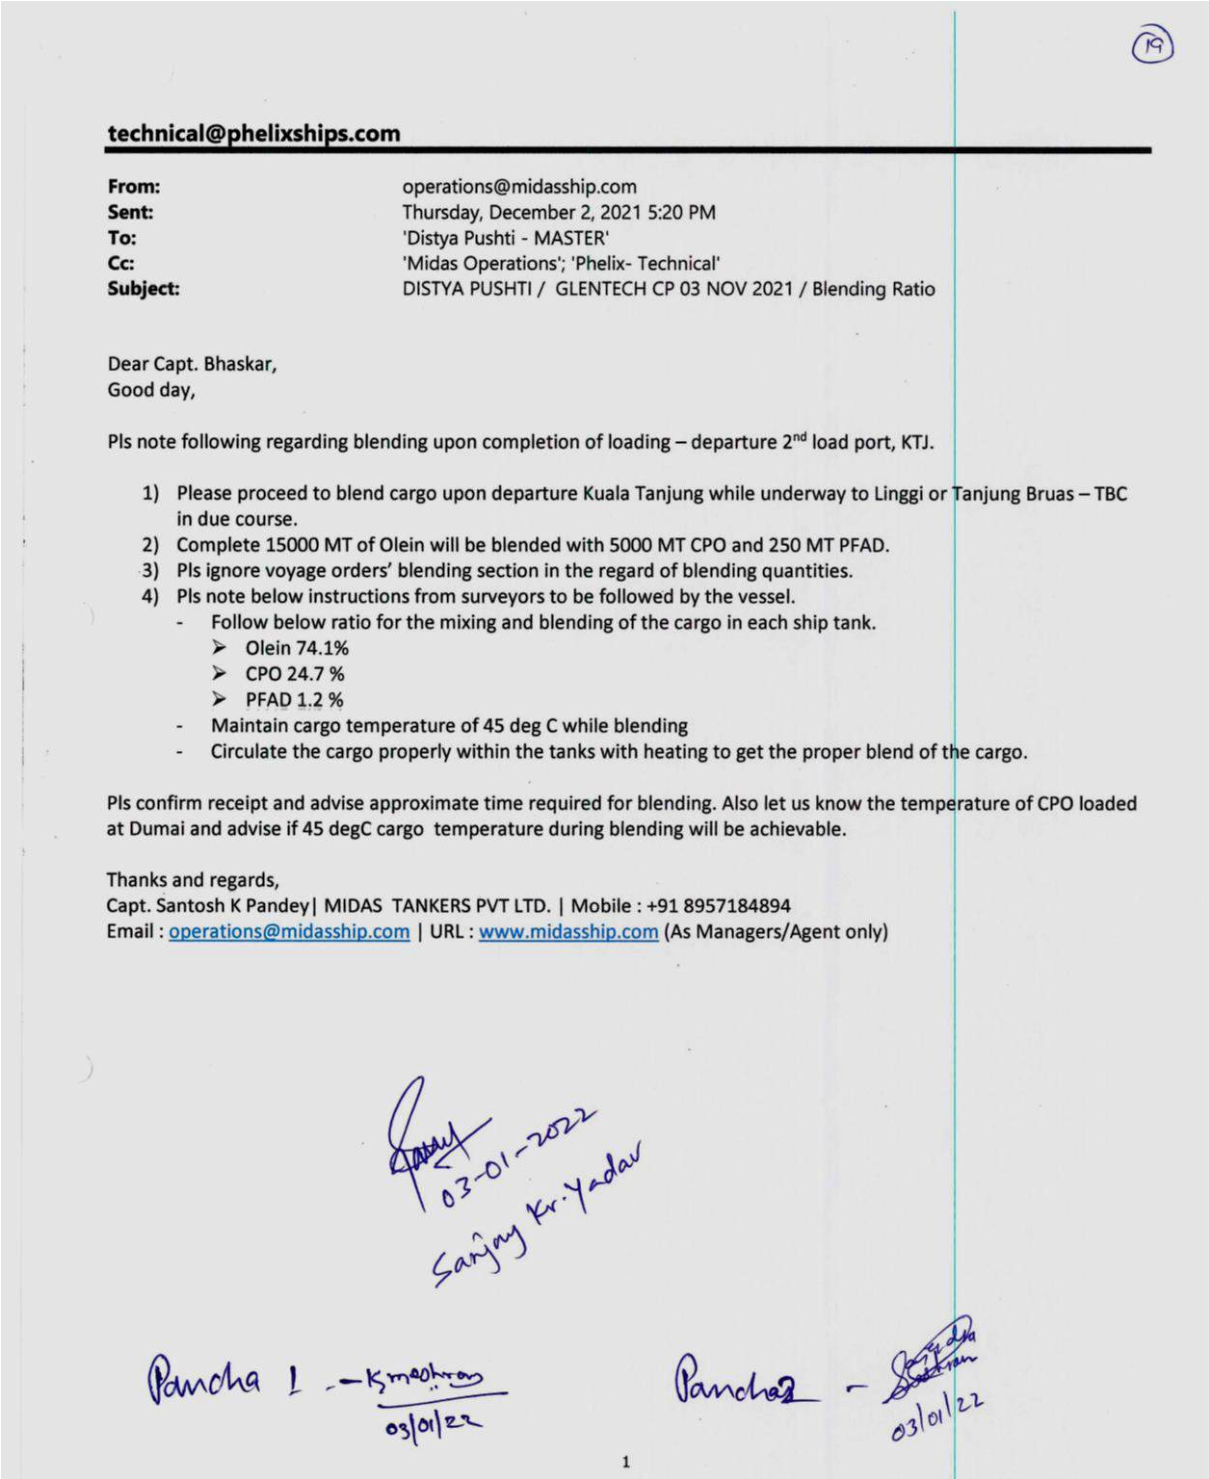 19
technical@phelixships.com
From: operations@midasship.com
Sent: Thursday, December 2, 2021 5:20 PM
To: 'Distya Pushti - MASTER'
Cc: 'Midas Operations'; 'Phelix- Technical'
Subject: DISTYA PUSHTI / GLENTECH CP 03 NOV 2021 / Blending Ratio
Dear Capt. Bhaskar,
Good day,
Pls note following regarding blending upon completion of loading – departure 2nd load port, KTJ.
1) Please proceed to blend cargo upon departure Kuala Tanjung while underway to Linggi or Tanjung Bruas – TBC
in due course.
2) Complete 15000 MT of Olein will be blended with 5000 MT CPO and 250 MT PFAD.
3) Pls ignore voyage orders' blending section in the regard of blending quantities.
4) Pls note below instructions from surveyors to be followed by the vessel.
- Follow below ratio for the mixing and blending of the cargo in each ship tank.
➢ Olein 74.1%
➢ CPO 24.7 %
➢ PFAD 1.2 %
- Maintain cargo temperature of 45 deg C while blending
- Circulate the cargo properly within the tanks with heating to get the proper blend of the cargo.
Pls confirm receipt and advise approximate time required for blending. Also let us know the temperature of CPO loaded
at Dumai and advise if 45 degC cargo  temperature during blending will be achievable.
Thanks and regards,
Capt. Santosh K Pandey| MIDAS  TANKERS PVT LTD. | Mobile : +91 8957184894
Email : operations@midasship.com | URL : www.midasship.com (As Managers/Agent only)
03-01-2022
Sanjay Kr. Yadav
Pancha 1 -
03/01/22
Pancha 2 -
03/01/22
1